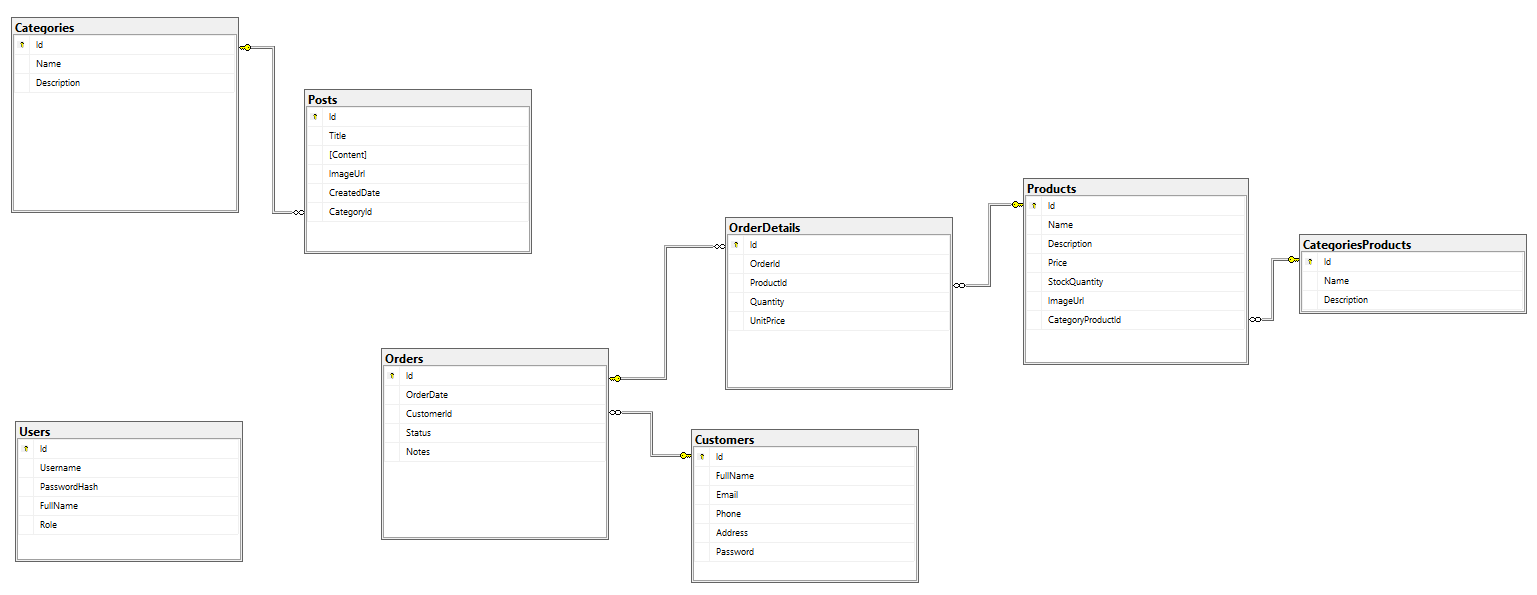 Categories
Id
Name
Description
Posts
Id
Title
[Content]
ImageUrl
CreatedDate
CategoryId
Products
Id
Name
Description
Price
StockQuantity
ImageUrl
CategoryProductId
OrderDetails
Id
OrderId
ProductId
Quantity
UnitPrice
CategoriesProducts
Id
Name
Description
Orders
Id
OrderDate
CustomerId
Status
Notes
Users
Id
Username
PasswordHash
FullName
Role
Customers
Id
FullName
Email
Phone
Address
Password